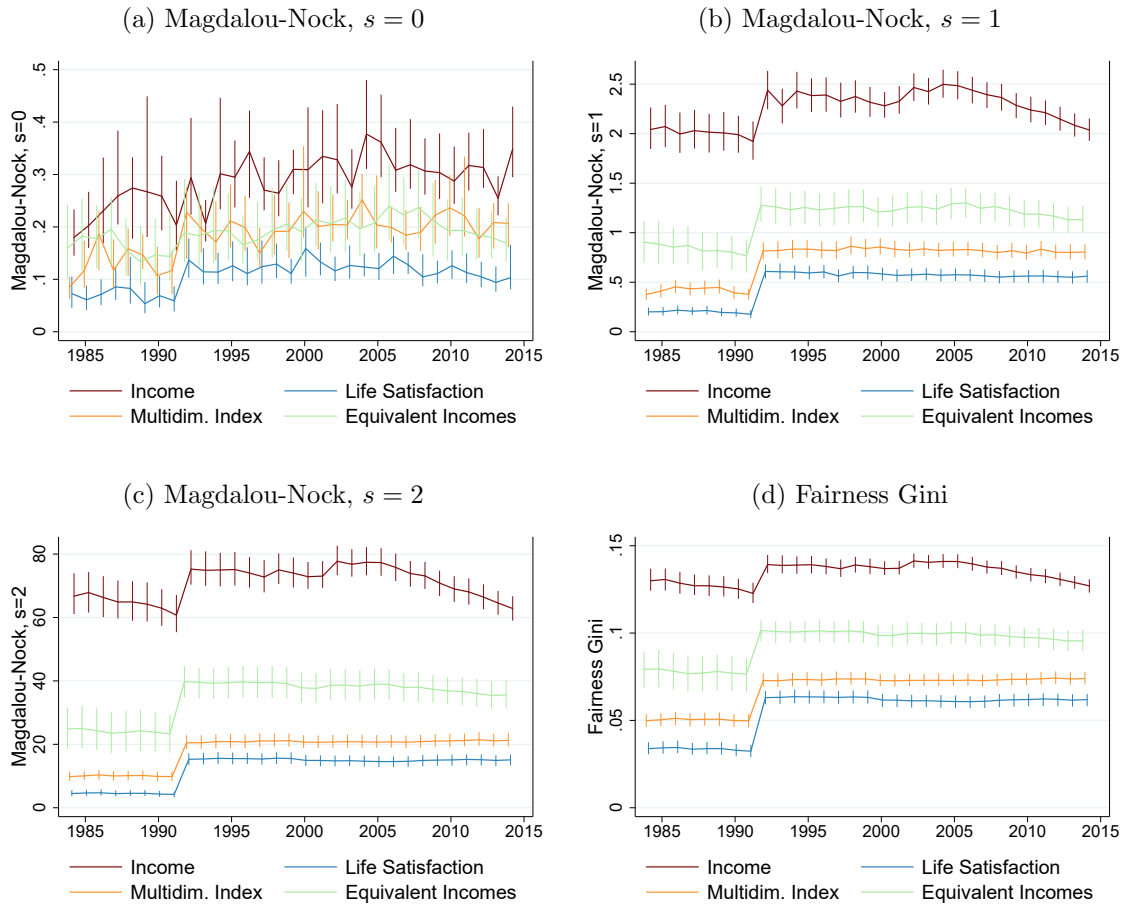 (a) Magdalou-Nock, s = 0
Magdalou-Nock, s=0
.5
.4
.3
.2
.1
0
1985 1990 1995 2000 2005 2010 2015
Income Life Satisfaction
Multidim. Index Equivalent Incomes
(b) Magdalou-Nock, s = 1
Magdalou-Nock, s=1
2.5
2
1.5
1
.5
0
1985 1990 1995 2000 2005 2010 2015
Income Life Satisfaction
Multidim. Index Equivalent Incomes
(c) Magdalou-Nock, s = 2
Magdalou-Nock, s=2
80
60
40
20
0
1985 1990 1995 2000 2005 2010 2015
Income Life Satisfaction
Multidim. Index Equivalent Incomes
(d) Fairness Gini
Fairness Gini
.15
.1
.05
0
1985 1990 1995 2000 2005 2010 2015
Income Life Satisfaction
Multidim. Index Equivalent Incomes